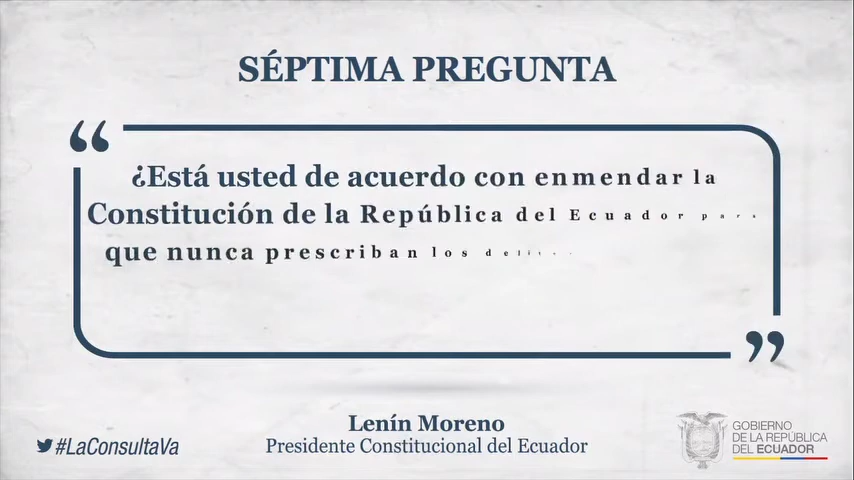 SÉPTIMA PREGUNTA
“
¿Está usted de acuerdo con enmendar la
Constitución de la República del Ecuador para
que nunca prescriban los
”
Lenín Moreno
Presidente Constitucional del Ecuador
#LaConsultaVa
GOBIERNO
DE LA REPÚBLICA
DEL ECUADOR